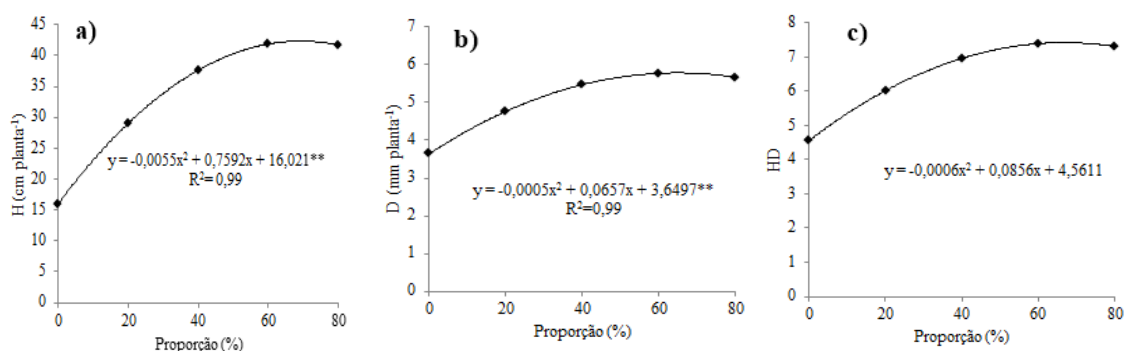 a)
45
40
35
30
25
20
15
10
5
0
H (cm planta⁻¹)
y = -0,0055x² + 0,7592x + 16,021**
R²= 0,99
0 20 40 60 80
Proporção (%)
b)
7
6
5
4
3
2
1
0
D (mm planta⁻¹)
y = -0,0005x² + 0,0657x + 3,6497**
R²=0,99
0 20 40 60 80
Proporção (%)
c)
8
7
6
5
4
3
2
1
0
HD
y = -0,0006x² + 0,0856x + 4,5611
0 20 40 60 80
Proporção (%)